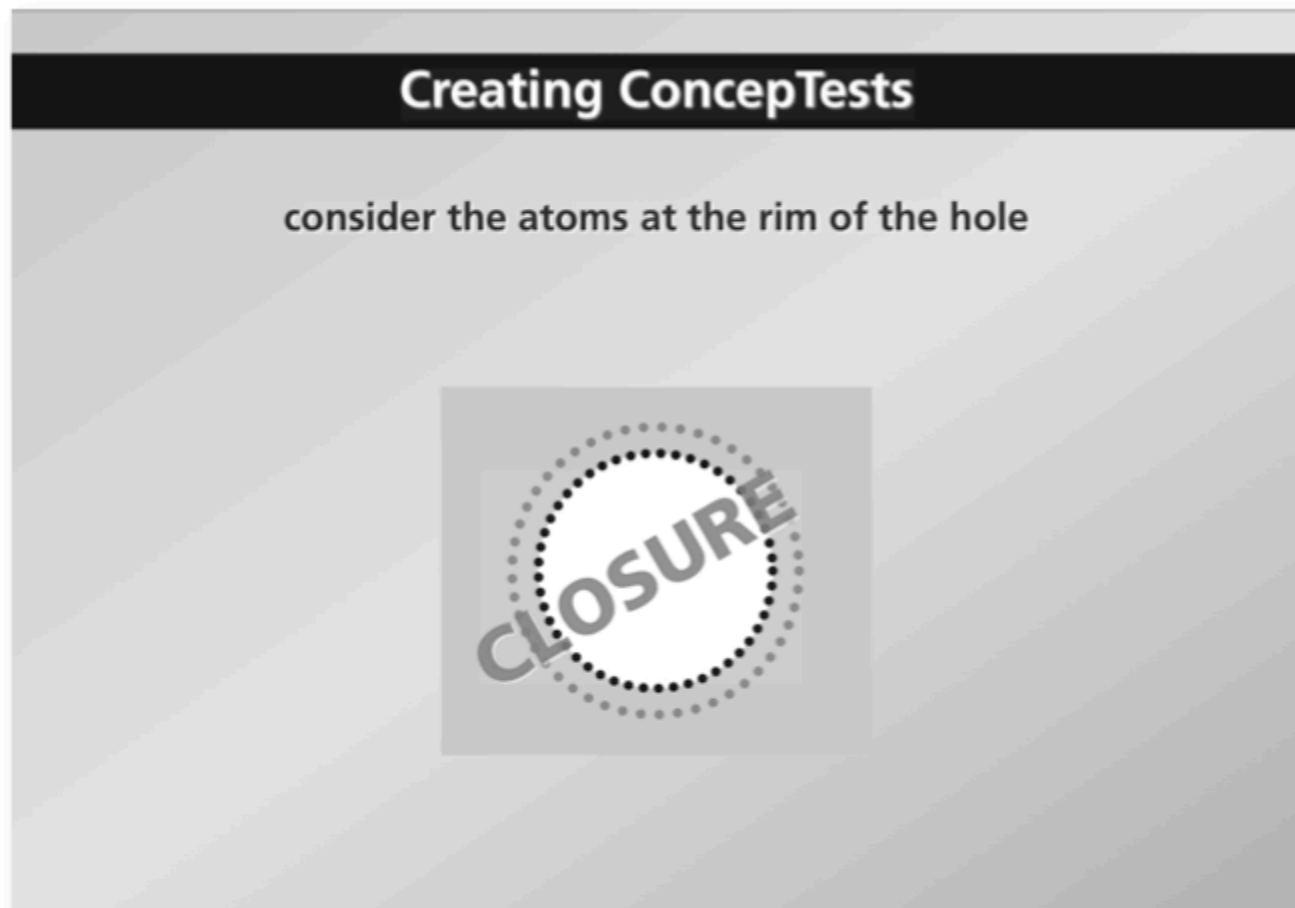 Creating ConcepTests
consider the atoms at the rim of the hole
CLOSURE